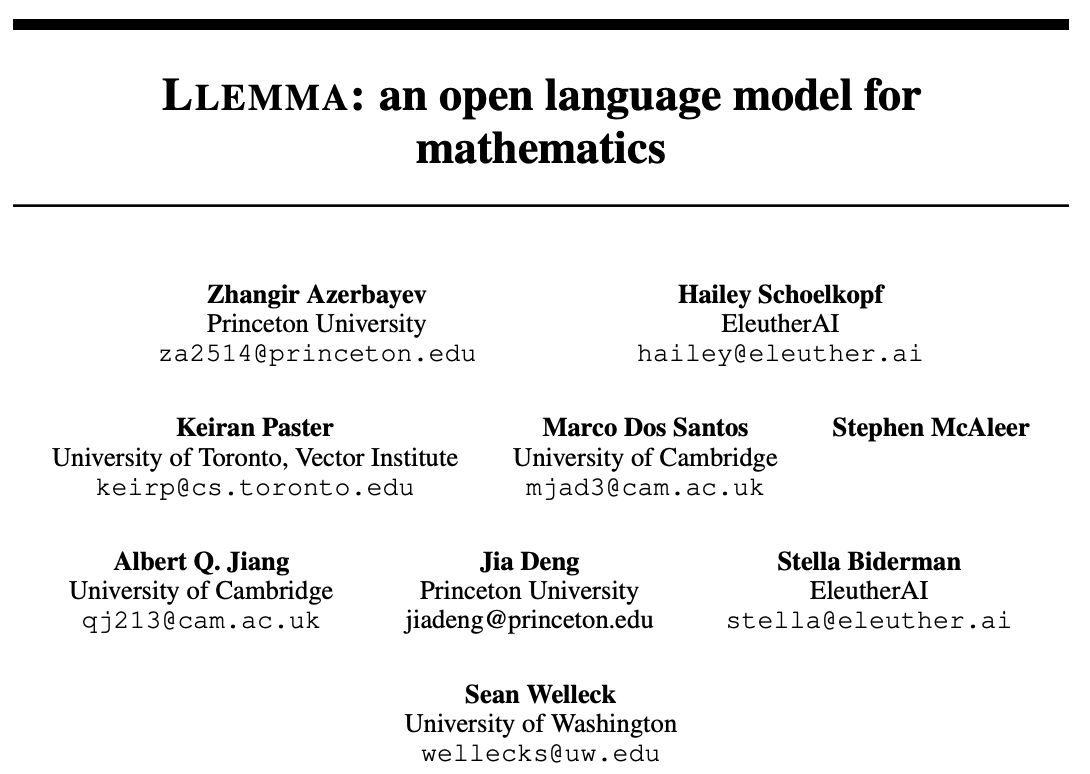 LLEMMA: an open language model for
mathematics
Zhangir Azerbayev Hailey Schoelkopf
Princeton University EleutherAI
za2514@princeton.edu hailey@eleuther.ai
Keiran Paster Marco Dos Santos Stephen McAleer
University of Toronto, Vector Institute University of Cambridge
keirp@cs.toronto.edu mjad3@cam.ac.uk
Albert Q. Jiang Jia Deng Stella Biderman
University of Cambridge Princeton University EleutherAI
qj213@cam.ac.uk jiadeng@princeton.edu stella@eleuther.ai
Sean Welleck
University of Washington
wellecks@uw.edu